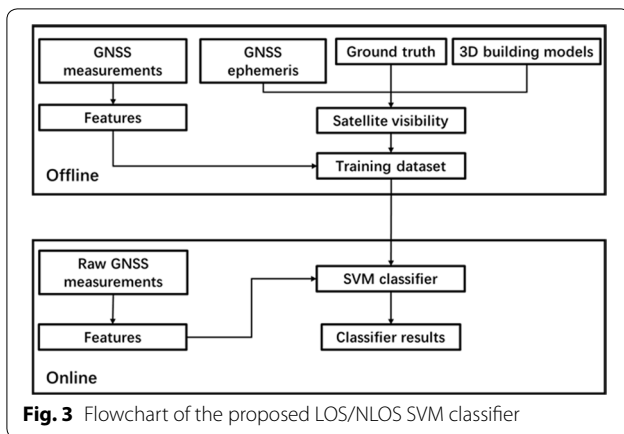 GNSS
measurements
GNSS
ephemeris
Ground truth
3D building models
Features
Satellite visibility
Training dataset
Offline
Raw GNSS
measurements
SVM classifier
Features
Classifier results
Online
Fig. 3 Flowchart of the proposed LOS/NLOS SVM classifier